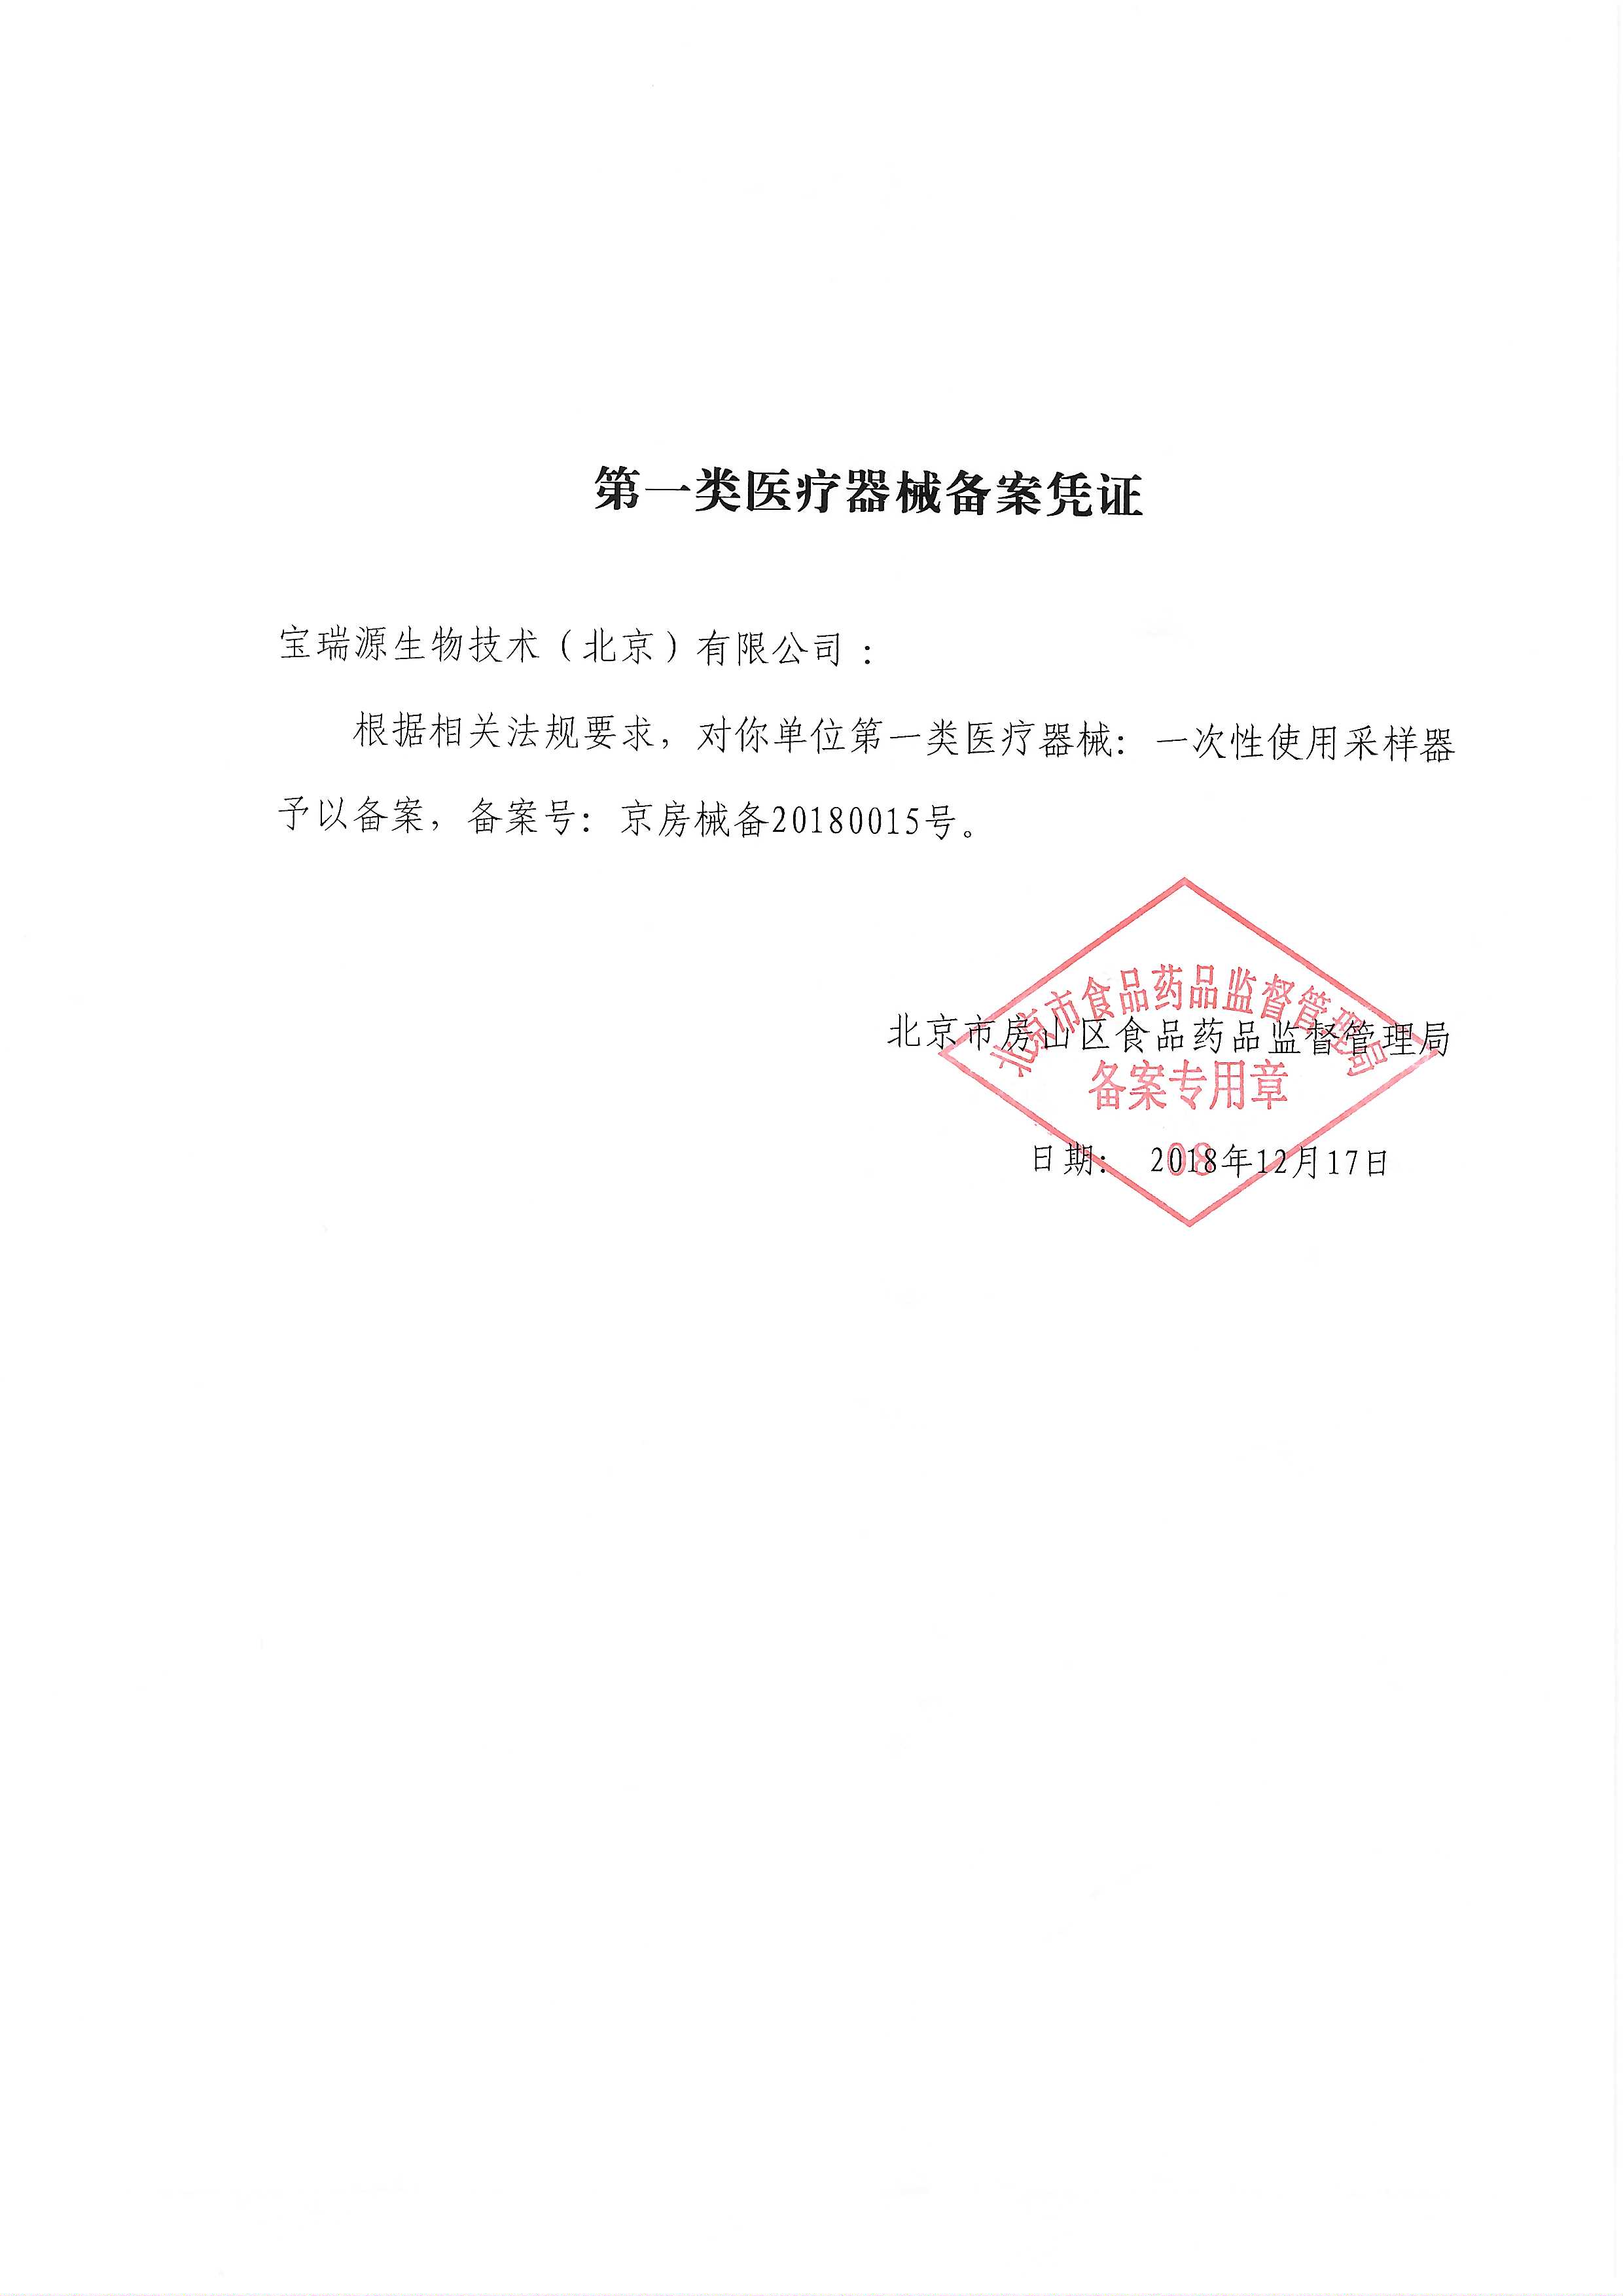 第一类医疗器械备案凭证
宝瑞源生物技术（北京）有限公司：
根据相关法规要求，对你单位第一类医疗器械：一次性使用采样器
予以备案，备案号：京房械备20180015号。
北京市食品药品监督管理局
北京市房山区食品药品监督管理局
备案专用章
日期： 2018年12月17日
08